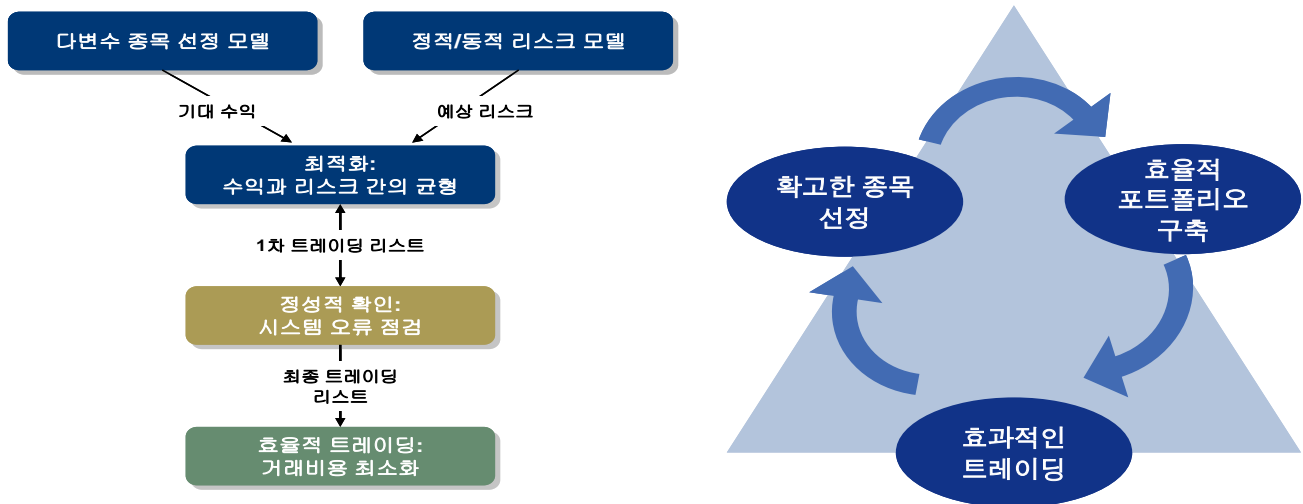 다변수 종목 선정 모델
정적/동적 리스크 모델
기대 수익
예상 리스크
최적화:
수익과 리스크 간의 균형
1차 트레이딩 리스트
정성적 확인:
시스템 오류 점검
최종 트레이딩
리스트
효율적 트레이딩:
거래비용 최소화
확고한 종목
선정
효율적
포트폴리오
구축
효과적인
트레이딩